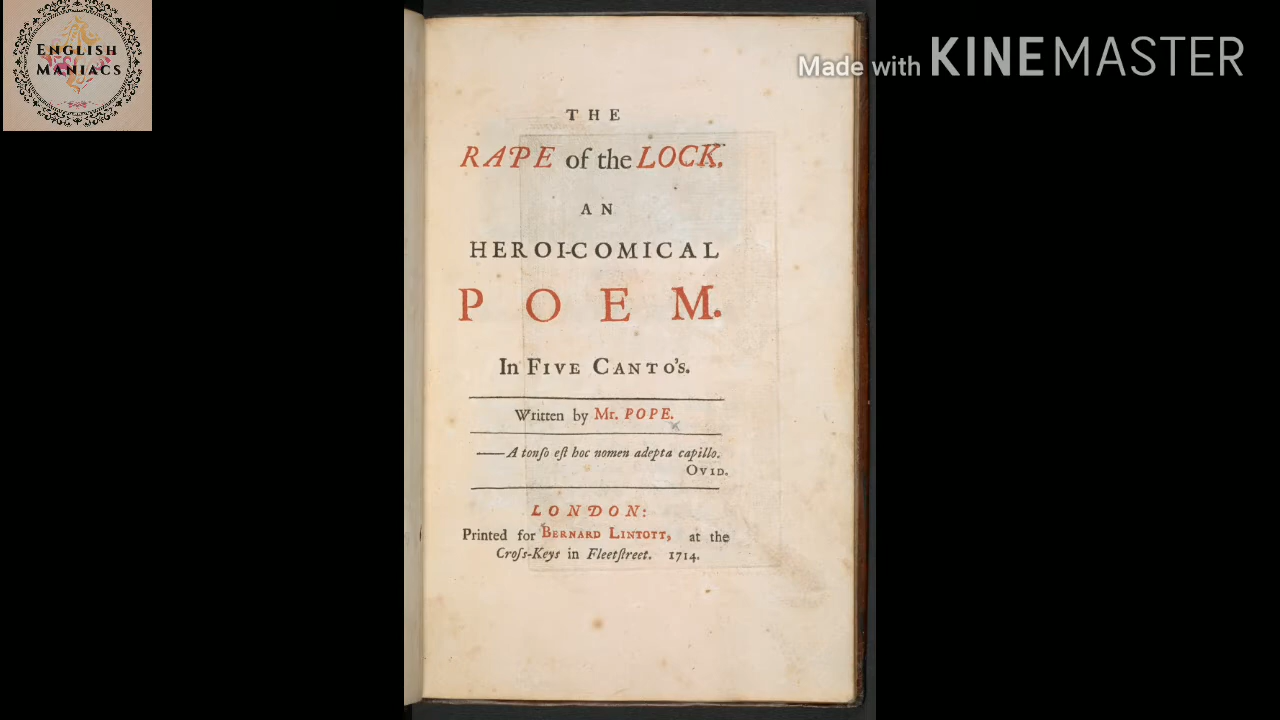 ENGLISH
MANIACS
Made with KINEMASTER
THE
RAPE of the LOCK.
AN
HEROI-COMICAL
POEM.
In FIVE CANTO's.
Written by Mr. POPE.
—— A tonſo eſt hoc nomen adepta capillo.
OVID.
LONDON:
Printed for BERNARD LINTOTT, at the
Croſs-Keys in Fleetſtreet. 1714.